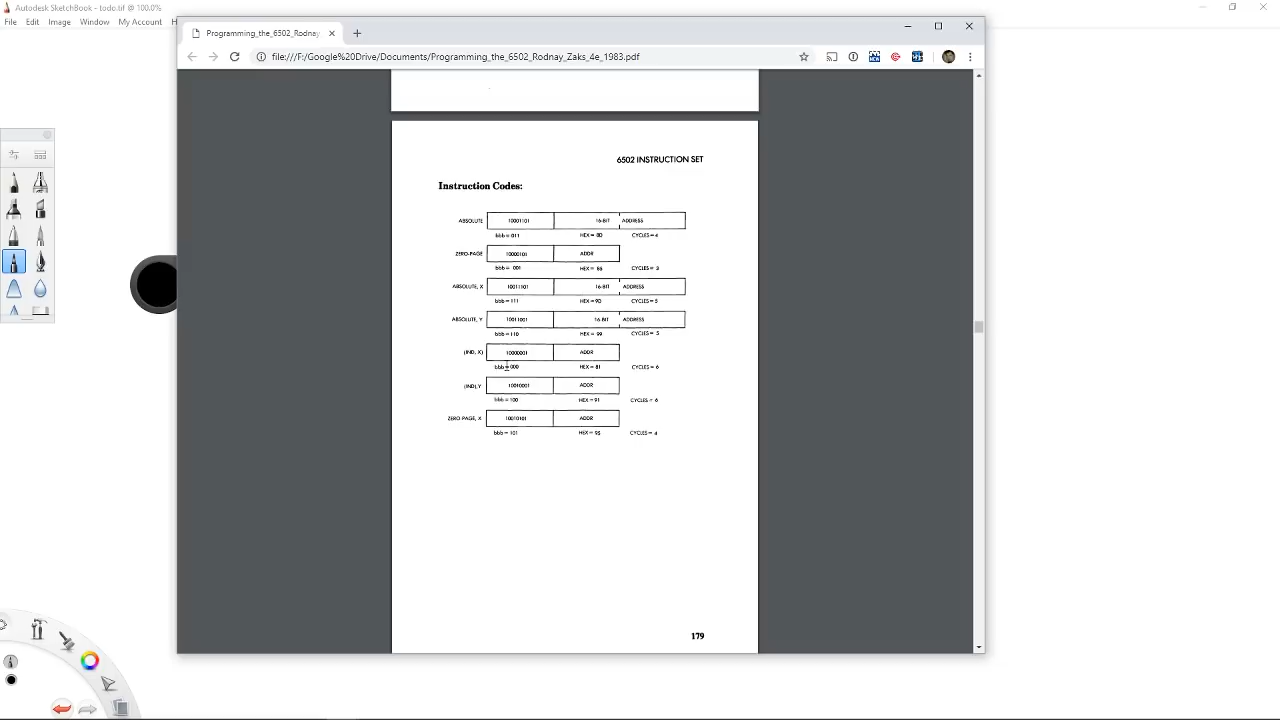 Autodesk SketchBook - todo.tif @ 100.0%
File Edit Image Window My Account H
Programming_the_6502_Rodnay_
file:///F:/Google%20Drive/Documents/Programming_the_6502_Rodnay_Zaks_4e_1983.pdf
6502 INSTRUCTION SET
Instruction Codes:
ABSOLUTE 10001101 16-BIT ADDRESS
bbb = 011 HEX = 8D CYCLES = 4
ZERO-PAGE 10000101 ADDR
bbb = 001 HEX = 85 CYCLES = 3
ABSOLUTE, X 10011101 16-BIT ADDRESS
bbb = 111 HEX = 9D CYCLES = 5
ABSOLUTE, Y 10011001 16-BIT ADDRESS
bbb = 110 HEX = 99 CYCLES = 5
(IND, X) 10000001 ADDR
bbb = 000 HEX = 81 CYCLES = 6
(IND),Y 10010001 ADDR
bbb = 100 HEX = 91 CYCLES = 6
ZERO PAGE, X 10010101 ADDR
bbb = 101 HEX = 95 CYCLES = 4
179